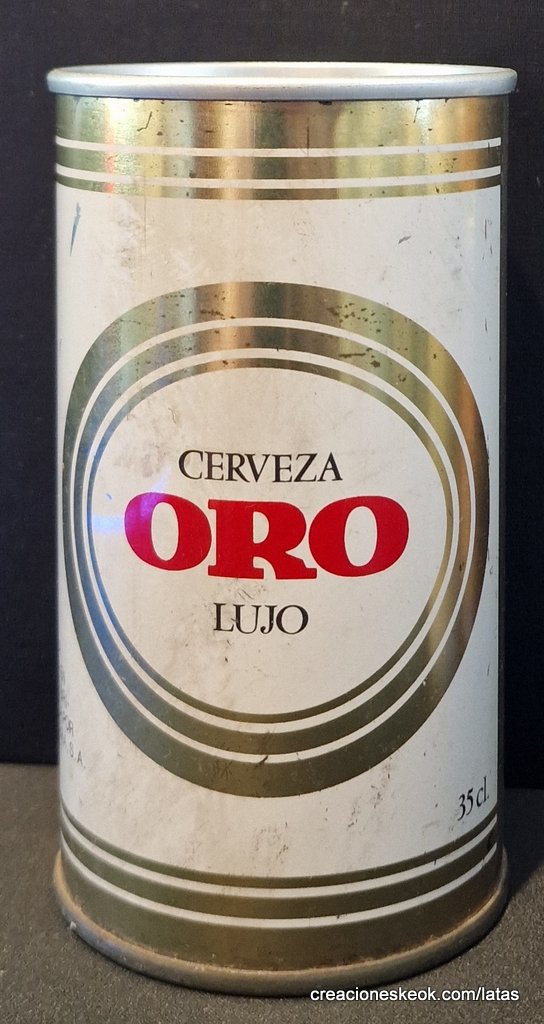 CERVEZA
ORO
LUJO
35 cl.
S.A.
creacioneskeok.com/latas